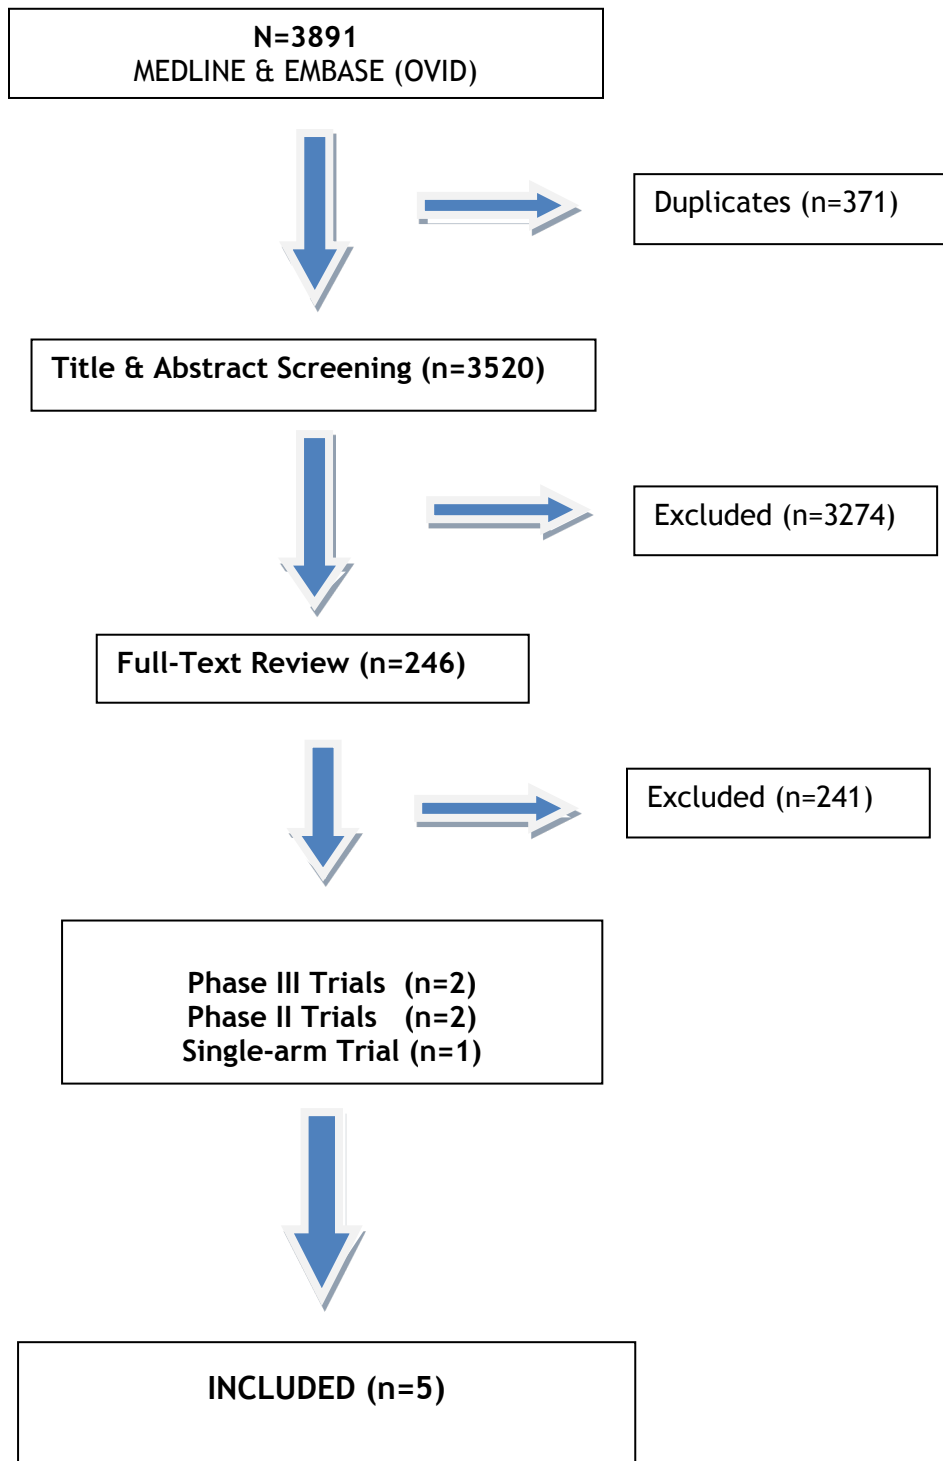 N=3891
MEDLINE & EMBASE (OVID)
Duplicates (n=371)
Title & Abstract Screening (n=3520)
Excluded (n=3274)
Full-Text Review (n=246)
Excluded (n=241)
Phase III Trials  (n=2)
Phase II Trials   (n=2)
Single-arm Trial (n=1)
INCLUDED (n=5)